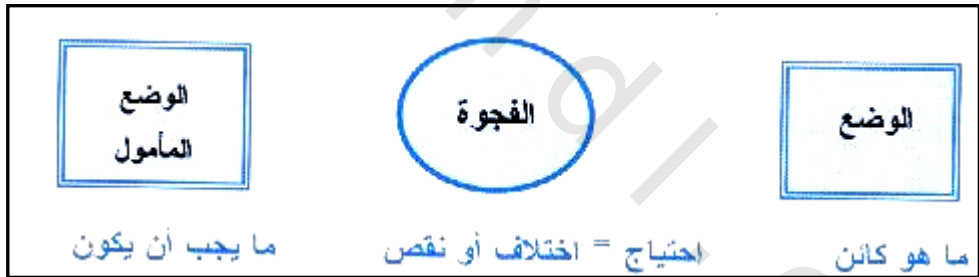 الوضع
ما هو كائن
الفجوة
احتياج = اختلاف أو نقص
الوضع
المأمول
ما يجب أن يكون